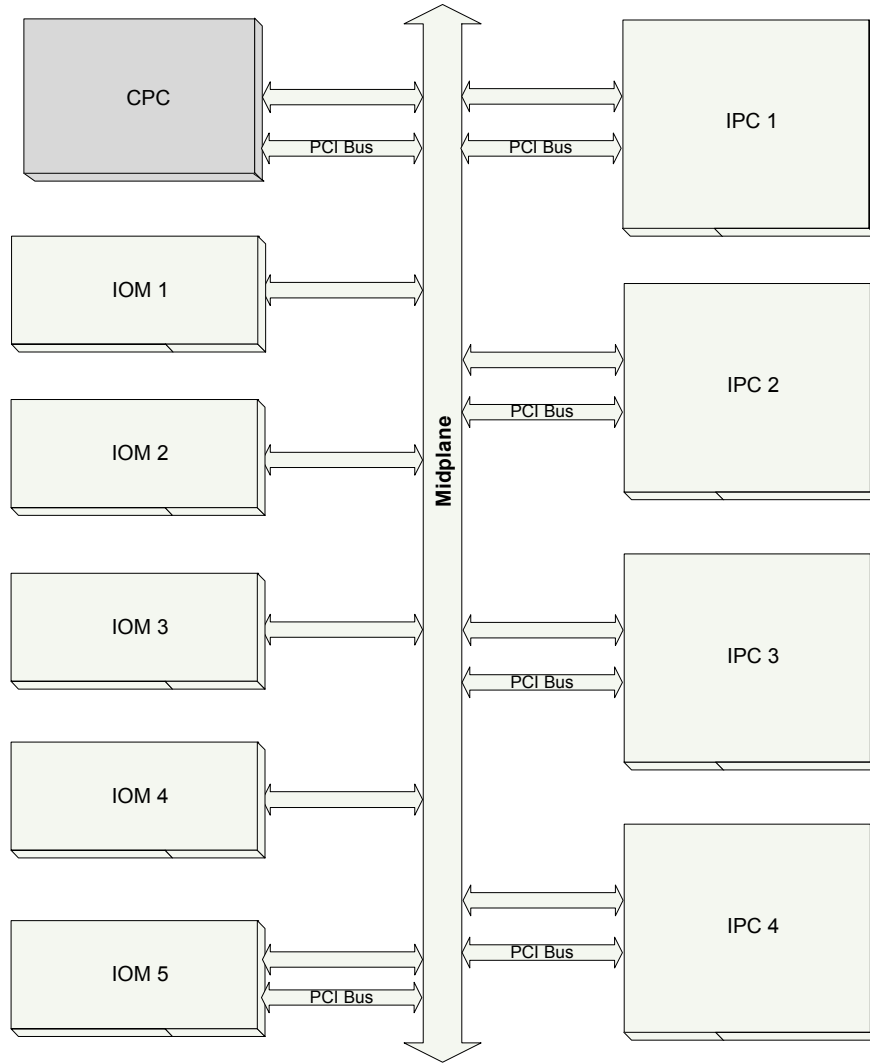 CPC
PCI Bus
IOM 1
IOM 2
IOM 3
IOM 4
IOM 5
PCI Bus
Midplane
IPC 1
PCI Bus
IPC 2
PCI Bus
IPC 3
PCI Bus
IPC 4
PCI Bus